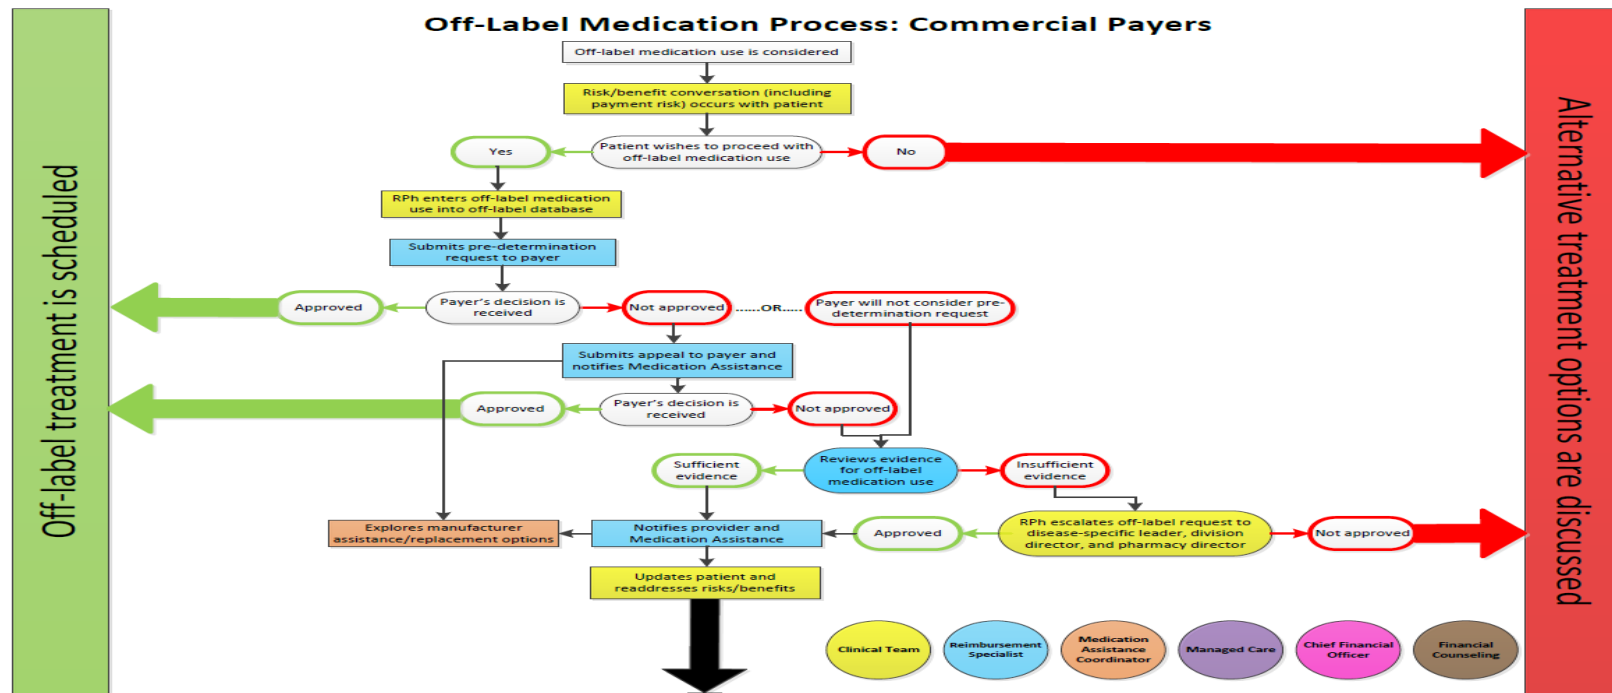 Off-Label Medication Process: Commercial Payers
Off-label treatment is scheduled
Alternative treatment options are discussed
Off-label medication use is considered
Risk/benefit conversation (including
payment risk) occurs with patient
Yes
Patient wishes to proceed with
off-label medication use
No
RPh enters off-label medication
use into off-label database
Submits pre-determination
request to payer
Approved
Payer's decision is
received
Not approved
......OR.....
Payer will not consider pre-
determination request
Submits appeal to payer and
notifies Medication Assistance
Approved
Payer's decision is
received
Not approved
Sufficient
evidence
Reviews evidence
for off-label
medication use
Insufficient
evidence
Explores manufacturer
assistance/replacement options
Notifies provider and
Medication Assistance
Approved
RPh escalates off-label request to
disease-specific leader, division
director, and pharmacy director
Not approved
Updates patient and
readdresses risks/benefits
Clinical Team
Reimbursement
Specialist
Medication
Assistance
Coordinator
Managed Care
Chief Financial
Officer
Financial
Counseling